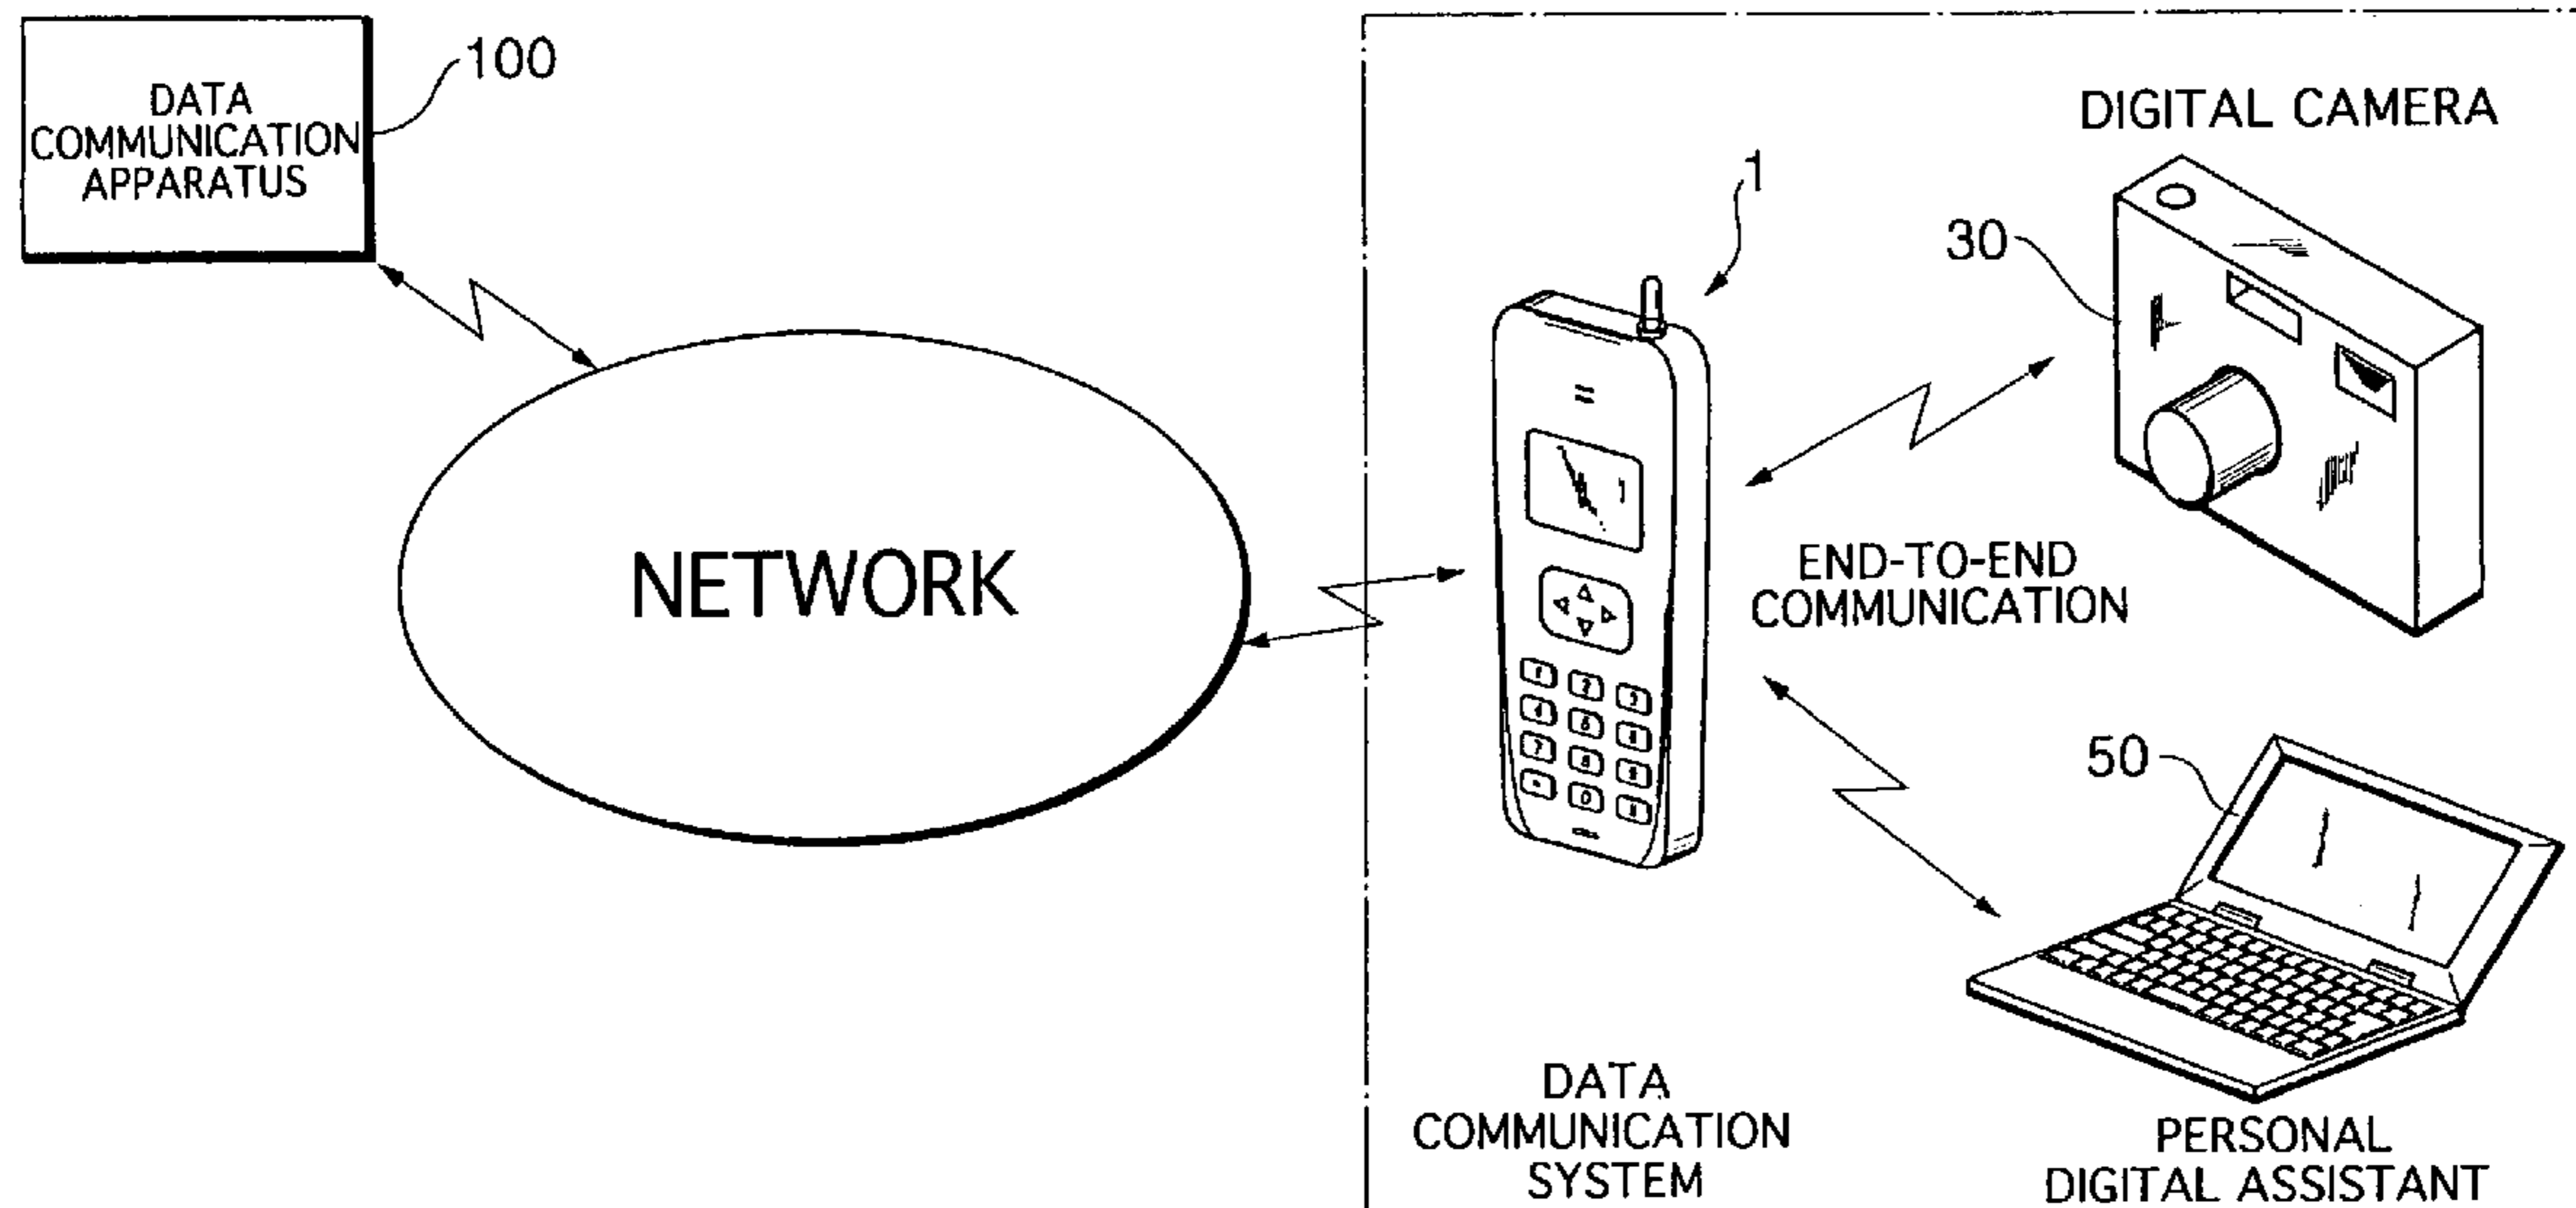 DATA
COMMUNICATION
APPARATUS
100
NETWORK
1
DIGITAL CAMERA
30
END-TO-END
COMMUNICATION
50
DATA
COMMUNICATION
SYSTEM
PERSONAL
DIGITAL ASSISTANT